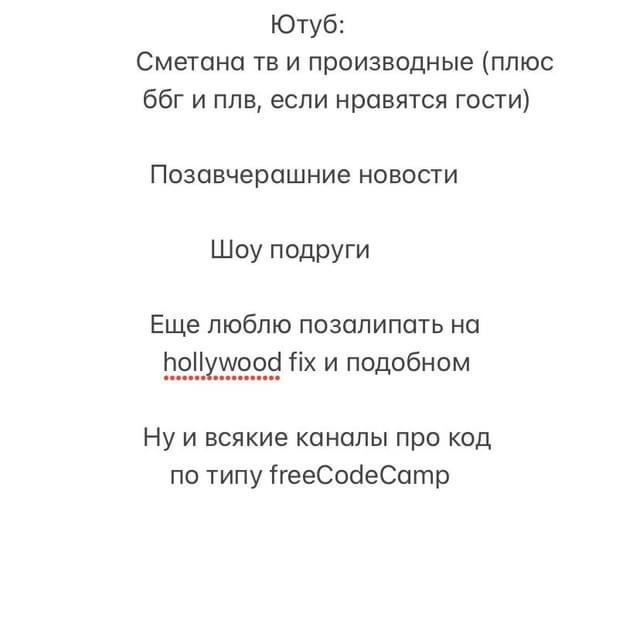 Ютуб:
Сметана тв и производные (плюс
ббг и плв, если нравятся гости)
Позавчерашние новости
Шоу подруги
Еще люблю позалипать на
hollywood fix и подобном
Ну и всякие каналы про код
по типу freeCodeCamp